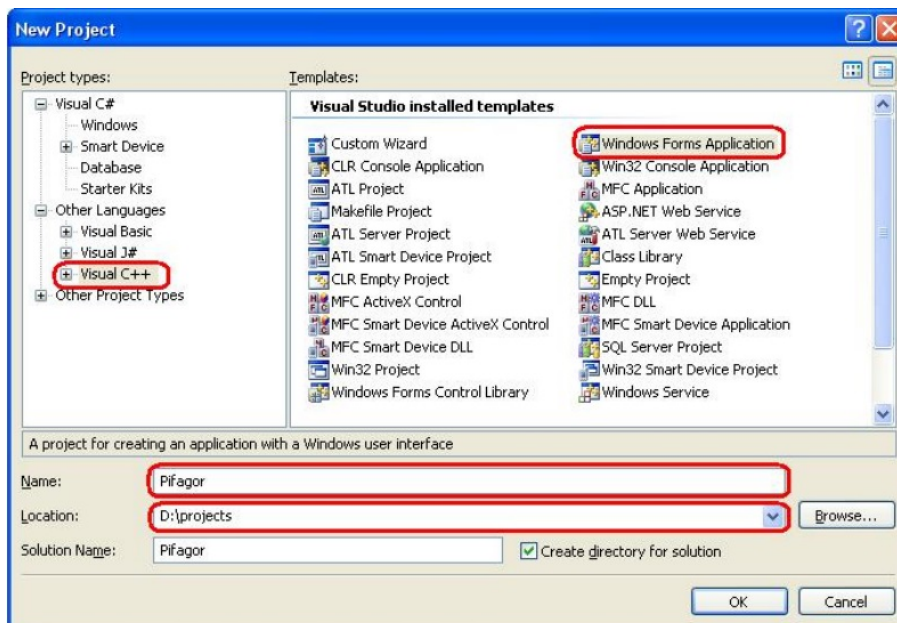 New Project
Project types:
Templates:
Visual C#
Windows
Smart Device
Database
Starter Kits
Other Languages
Visual Basic
Visual J#
Visual C++
Other Project Types
Visual Studio installed templates
Custom Wizard
CLR Console Application
ATL Project
Makefile Project
ATL Server Project
ATL Smart Device Project
CLR Empty Project
MFC ActiveX Control
MFC Smart Device ActiveX Control
MFC Smart Device DLL
Win32 Project
Windows Forms Control Library
Windows Forms Application
Win32 Console Application
MFC Application
ASP.NET Web Service
ATL Server Web Service
Class Library
Empty Project
MFC DLL
MFC Smart Device Application
SQL Server Project
Win32 Smart Device Project
Windows Service
A project for creating an application with a Windows user interface
Name:
Pifagor
Location:
D:\projects
Browse...
Solution Name:
Pifagor
Create directory for solution
OK
Cancel